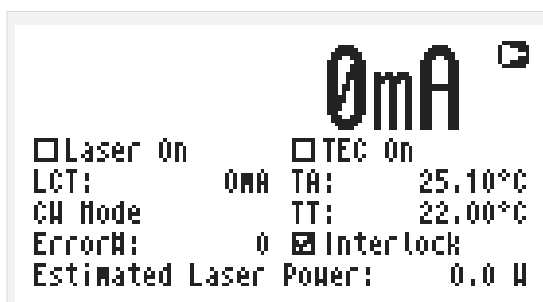 0mA
Laser On TEC On
LCT: 0mA TA: 25.10°C
CW Mode TT: 22.00°C
Error#: 0 Interlock
Estimated Laser Power: 0.0 W